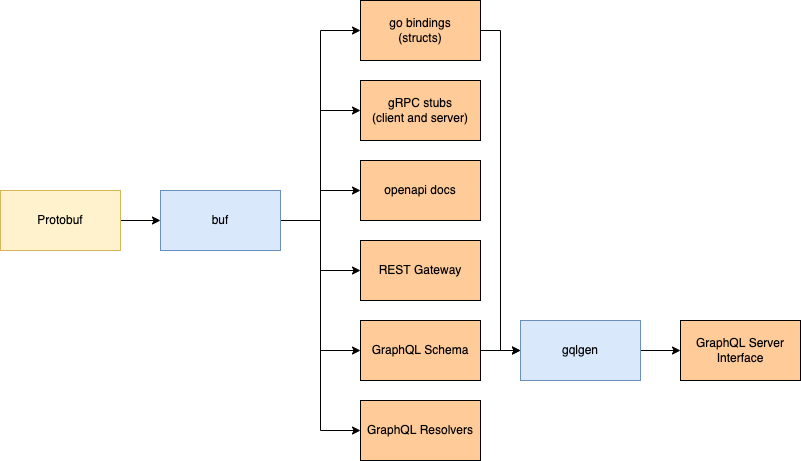 go bindings
(structs)
gRPC stubs
(client and server)
Protobuf
buf
openapi docs
REST Gateway
GraphQL Schema
gqlgen
GraphQL Server
Interface
GraphQL Resolvers